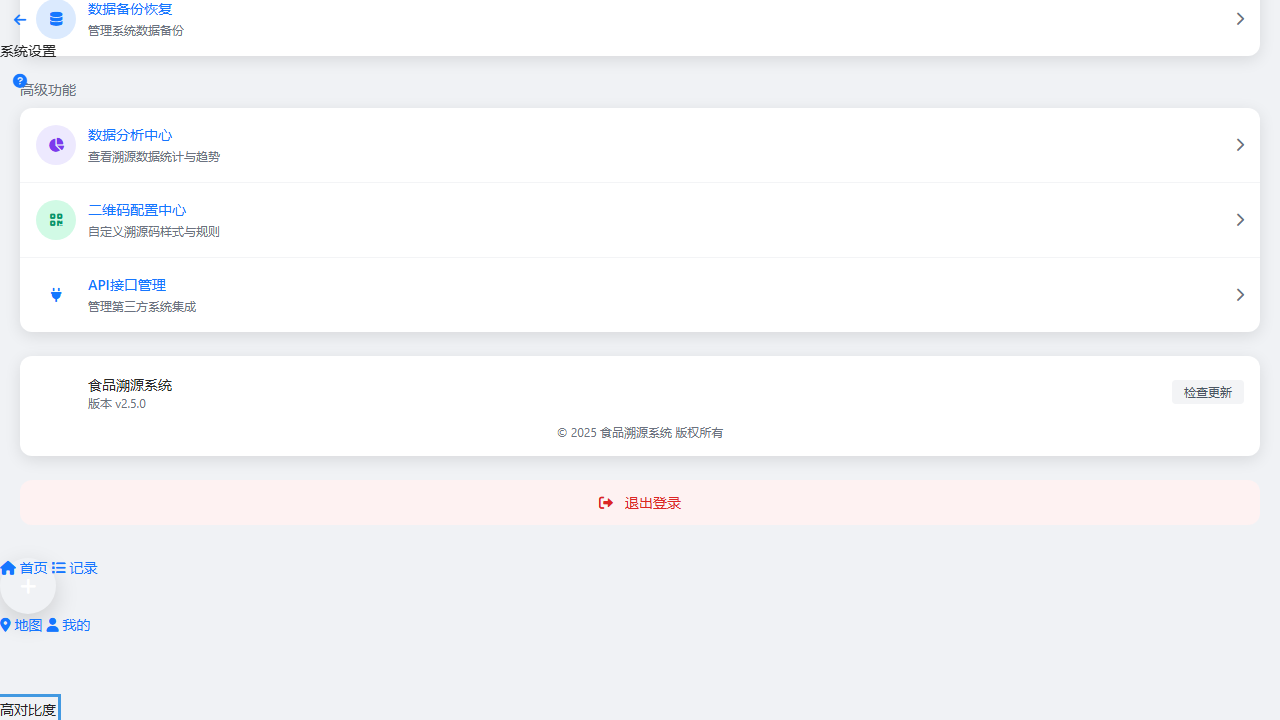 数据备份恢复
管理系统数据备份
系统设置
高级功能
数据分析中心
查看溯源数据统计与趋势
二维码配置中心
自定义溯源码样式与规则
API接口管理
管理第三方系统集成
食品溯源系统
版本 v2.5.0
检查更新
© 2025 食品溯源系统 版权所有
退出登录
首页 记录
地图 我的
高对比度